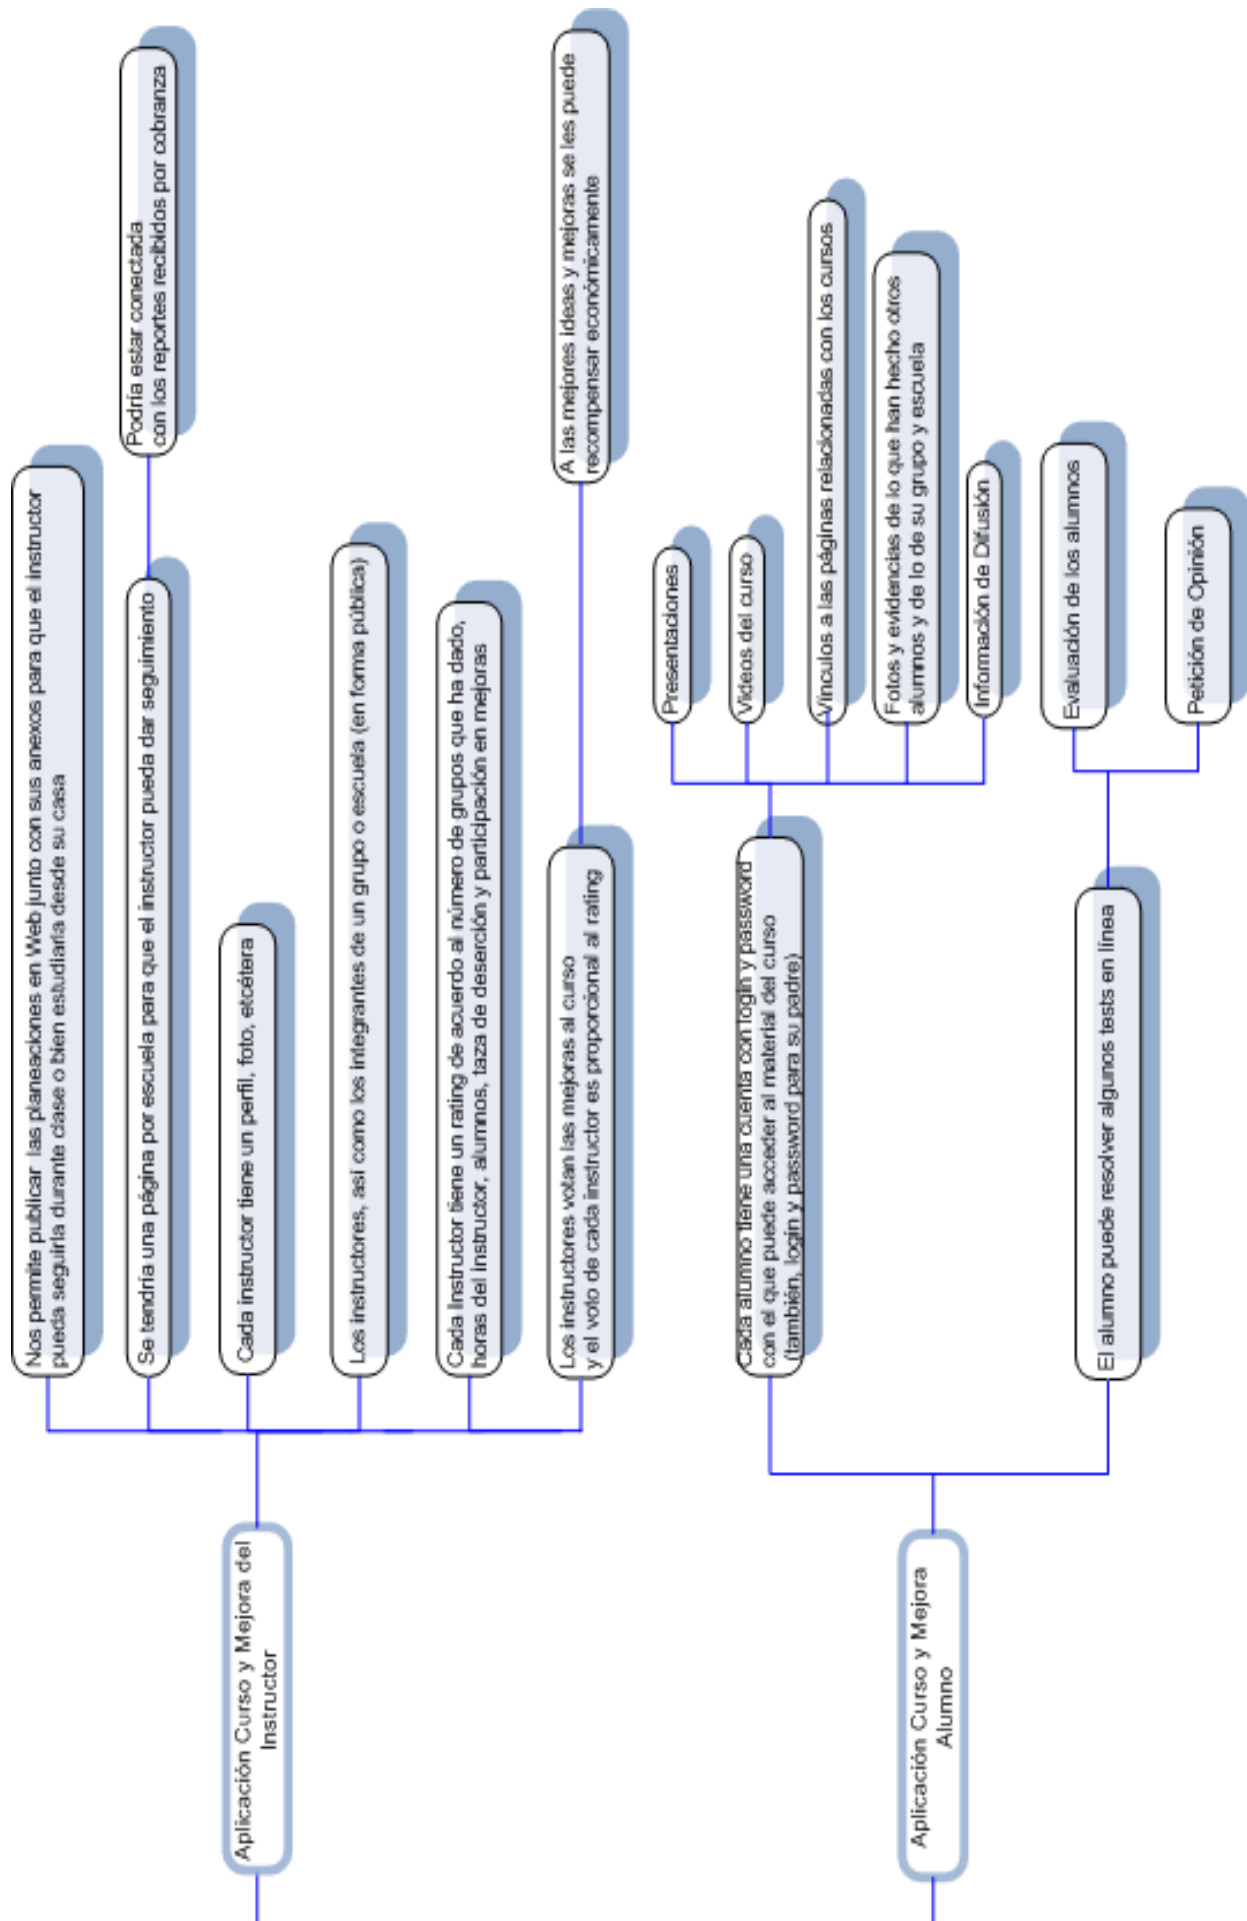 Aplicación Curso y Mejora del
Instructor
Nos permite publicar las planeaciones en Web junto con sus anexos para que el instructor
pueda seguirla durante clase o bien estudiarla desde su casa
Se tendría una página por escuela para que el instructor pueda dar seguimiento
Podría estar conectada
con los reportes recibidos por cobranza
Cada instructor tiene un perfil, foto, etcétera
Los instructores, así como los integrantes de un grupo o escuela (en forma pública)
Cada Instructor tiene un rating de acuerdo al número de grupos que ha dado,
horas del instructor, alumnos, taza de deserción y participación en mejoras
Los instructores votan las mejoras al curso
y el voto de cada instructor es proporcional al rating
A las mejores ideas y mejoras se les puede
recompensar económicamente
Aplicación Curso y Mejora
Alumno
Cada alumno tiene una cuenta con login y password
con el que puede acceder al material del curso
(también, login y password para su padre)
Presentaciones
Videos del curso
Vínculos a las páginas relacionadas con los cursos
Fotos y evidencias de lo que han hecho otros
alumnos y de lo de su grupo y escuela
Información de Difusión
El alumno puede resolver algunos tests en línea
Evaluación de los alumnos
Petición de Opinión